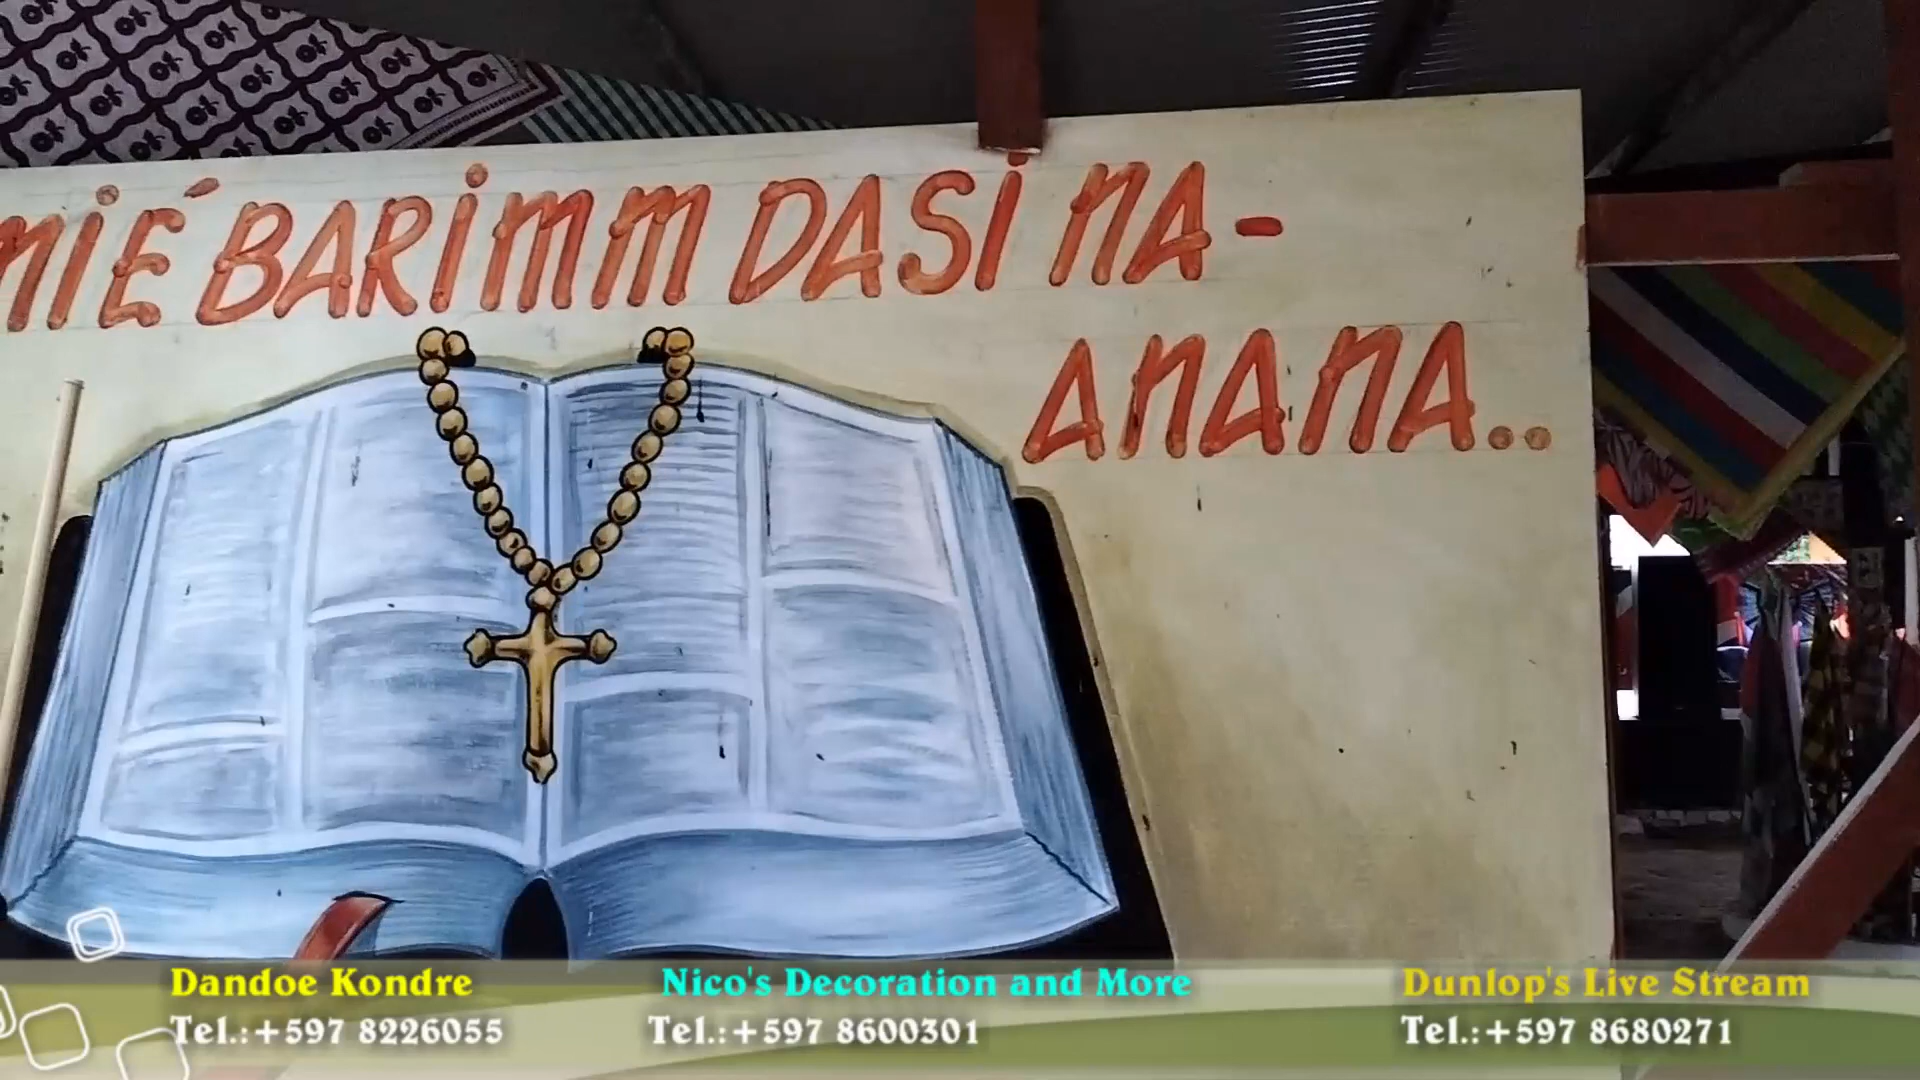 NIÉ BARIMM DASI NA-
ANANA..
Dandoe Kondre
Tel.:+597 8226055
Nico's Decoration and More
Tel.:+597 8600301
Dunlop's Live Stream
Tel.:+597 8680271